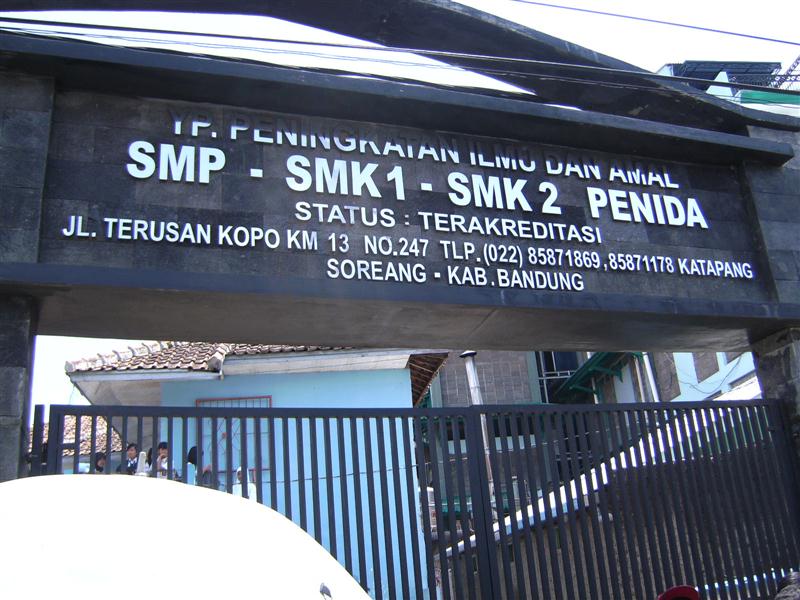 YP. PENINGKATAN ILMU DAN AMAL
SMP - SMK 1 - SMK 2 PENIDA
STATUS : TERAKREDITASI
JL. TERUSAN KOPO KM 13 NO.247 TLP.(022) 85871869,85871178 KATAPANG
SOREANG - KAB.BANDUNG